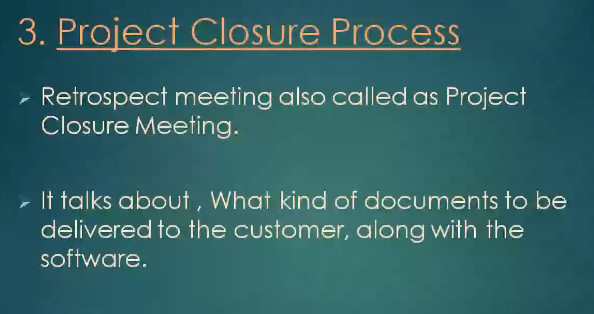 3. Project Closure Process
➢ Retrospect meeting also called as Project
Closure Meeting.
➢ It talks about , What kind of documents to be
delivered to the customer, along with the
software.